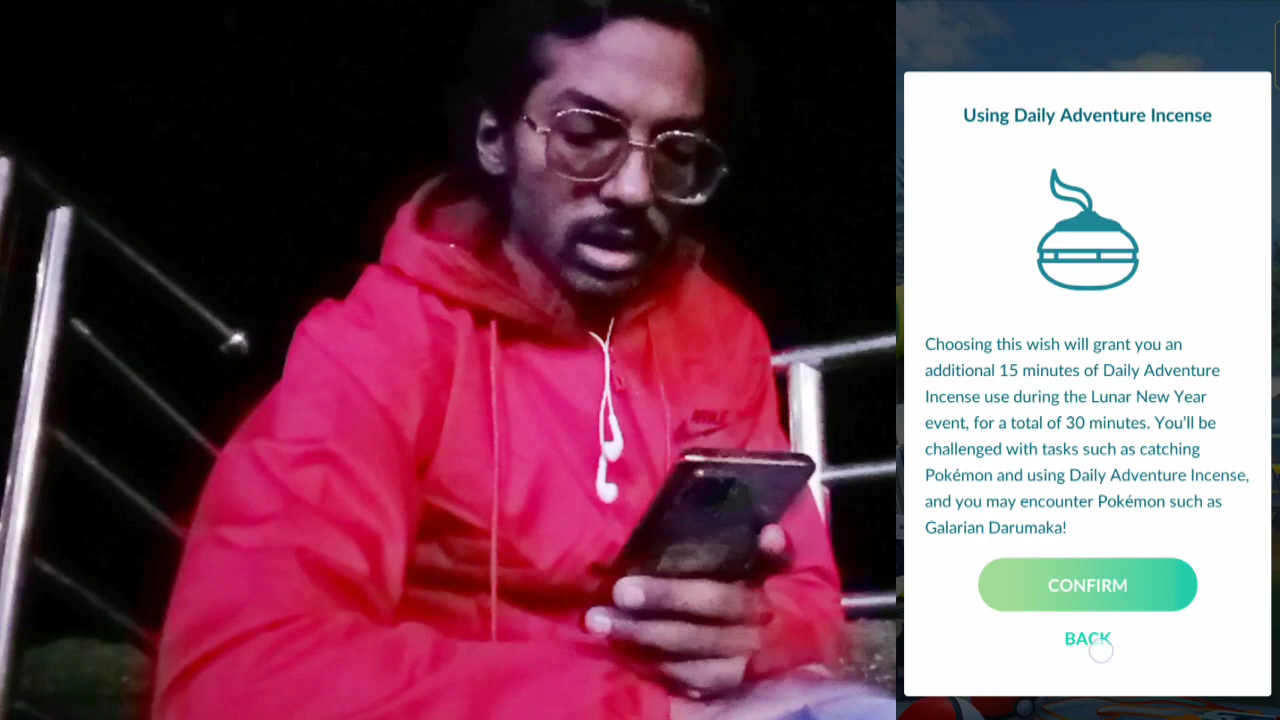 Using Daily Adventure Incense
Choosing this wish will grant you an
additional 15 minutes of Daily Adventure
Incense use during the Lunar New Year
event, for a total of 30 minutes. You'll be
challenged with tasks such as catching
Pokémon and using Daily Adventure Incense,
and you may encounter Pokémon such as
Galarian Darumaka!
CONFIRM
BACK
NIKE